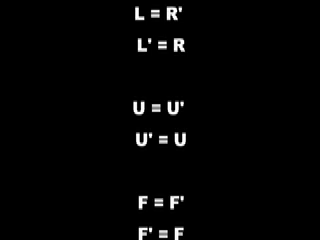 L = R'
L' = R
U = U'
U' = U
F = F'
F' = F